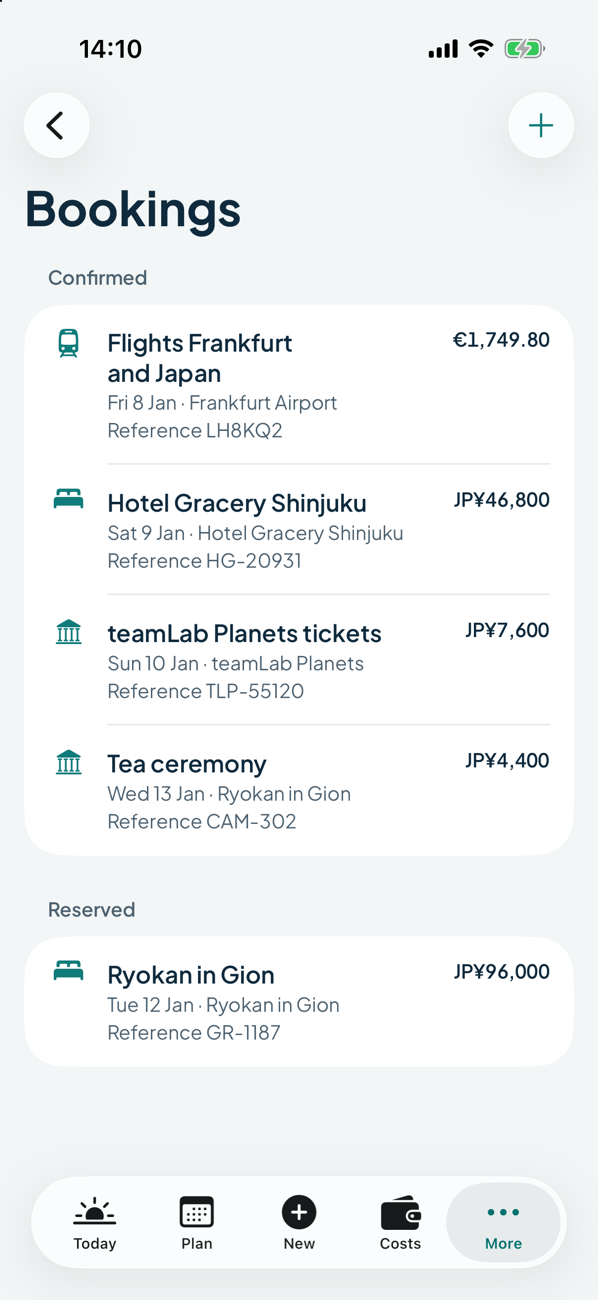 14:10
Bookings
Confirmed
Flights Frankfurt €1,749.80
and Japan
Fri 8 Jan · Frankfurt Airport
Reference LH8KQ2
Hotel Gracery Shinjuku JP¥46,800
Sat 9 Jan · Hotel Gracery Shinjuku
Reference HG-20931
teamLab Planets tickets JP¥7,600
Sun 10 Jan · teamLab Planets
Reference TLP-55120
Tea ceremony JP¥4,400
Wed 13 Jan · Ryokan in Gion
Reference CAM-302
Reserved
Ryokan in Gion JP¥96,000
Tue 12 Jan · Ryokan in Gion
Reference GR-1187
Today Plan New Costs More